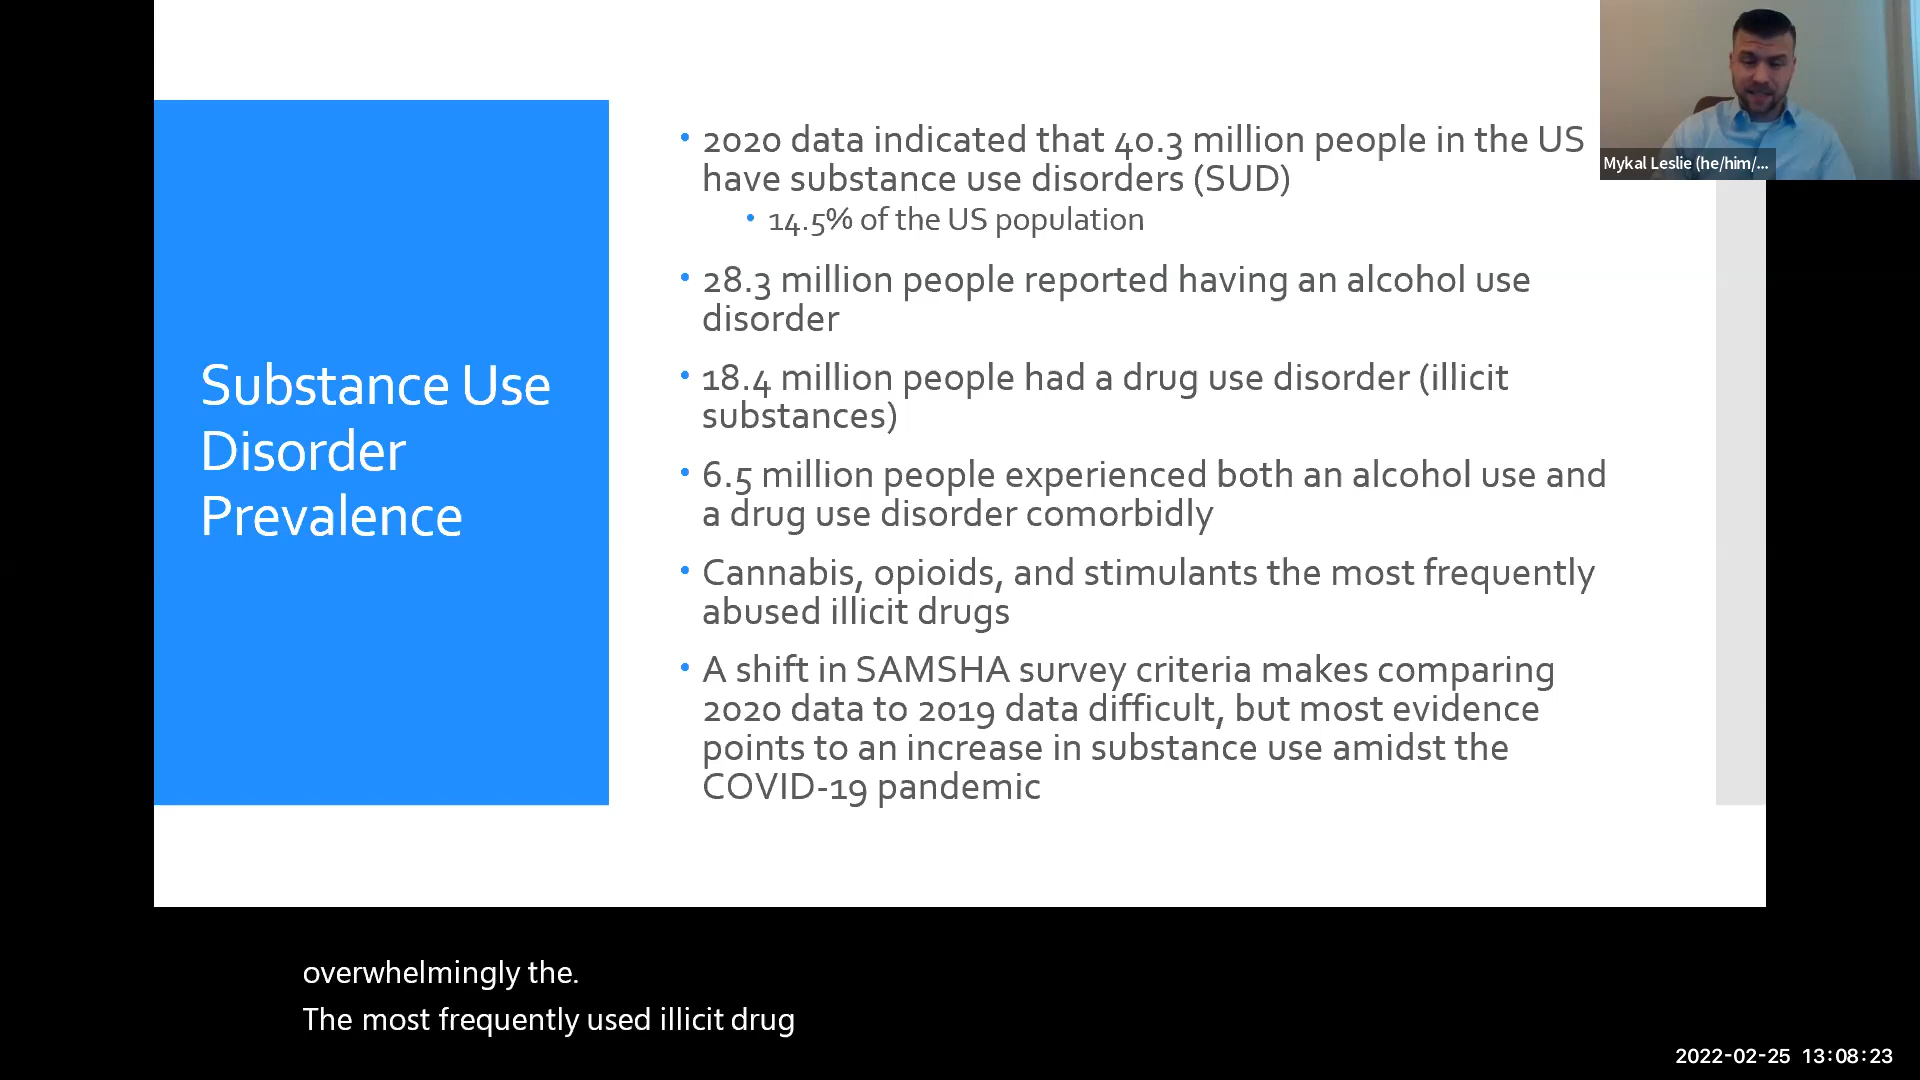 Substance Use
Disorder
Prevalence
• 2020 data indicated that 40.3 million people in the US
have substance use disorders (SUD)
• 14.5% of the US population
• 28.3 million people reported having an alcohol use
disorder
• 18.4 million people had a drug use disorder (illicit
substances)
• 6.5 million people experienced both an alcohol use and
a drug use disorder comorbidly
• Cannabis, opioids, and stimulants the most frequently
abused illicit drugs
• A shift in SAMSHA survey criteria makes comparing
2020 data to 2019 data difficult, but most evidence
points to an increase in substance use amidst the
COVID-19 pandemic
Mykal Leslie (he/him/...
overwhelmingly the.
The most frequently used illicit drug
2022-02-25 13:08:23